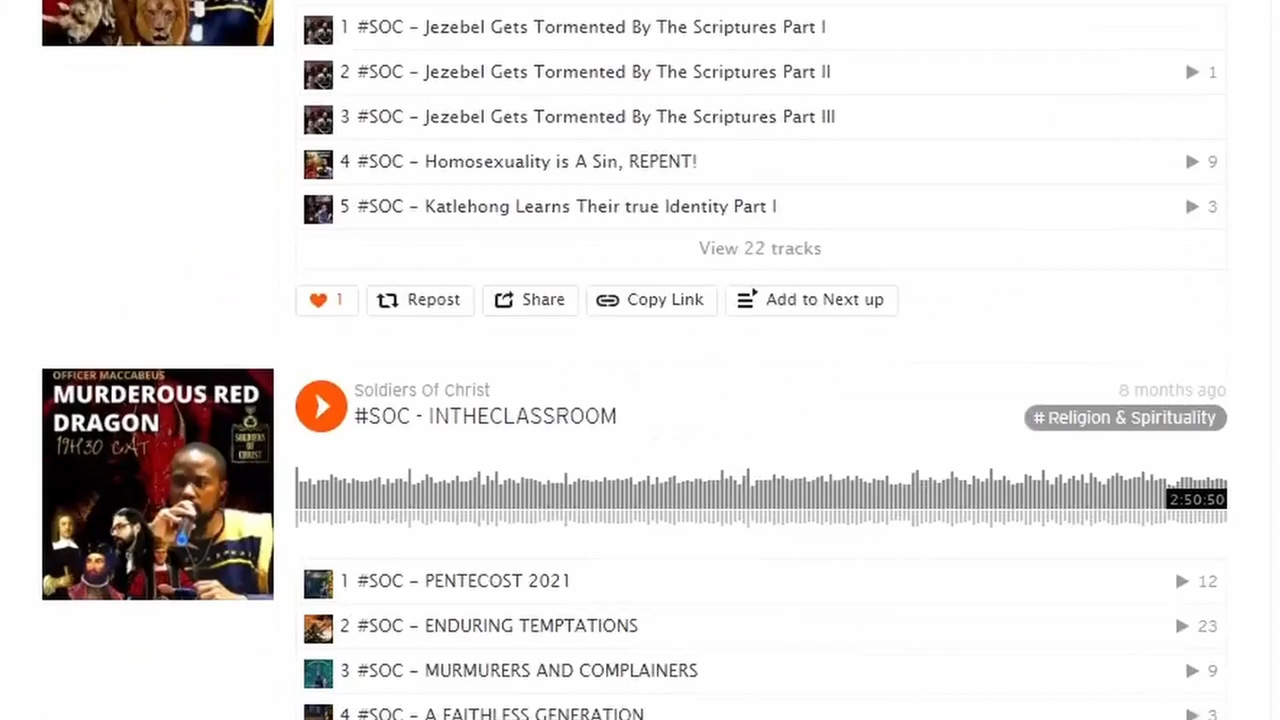 1 #SOC – Jezebel Gets Tormented By The Scriptures Part I
2 #SOC – Jezebel Gets Tormented By The Scriptures Part II 1
3 #SOC – Jezebel Gets Tormented By The Scriptures Part III
4 #SOC – Homosexuality is A Sin, REPENT! 9
5 #SOC – Katlehong Learns Their true Identity Part I 3
View 22 tracks
1 Repost Share Copy Link Add to Next up
OFFICER MACCABEUS
MURDEROUS RED
DRAGON
19H30 CAT
SOLDIERS
OF
CHRIST
Soldiers Of Christ 8 months ago
#SOC - INTHECLASSROOM # Religion & Spirituality
2:50:50
1 #SOC – PENTECOST 2021 12
2 #SOC – ENDURING TEMPTATIONS 23
3 #SOC – MURMURERS AND COMPLAINERS 9
4 #SOC – A FAITHLESS GENERATION 3